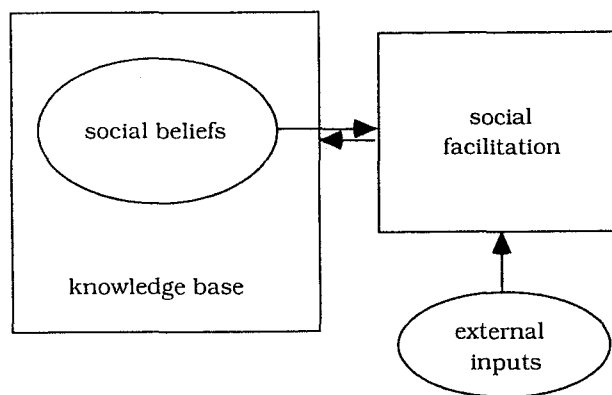 social beliefs
knowledge base
social
facilitation
external
inputs